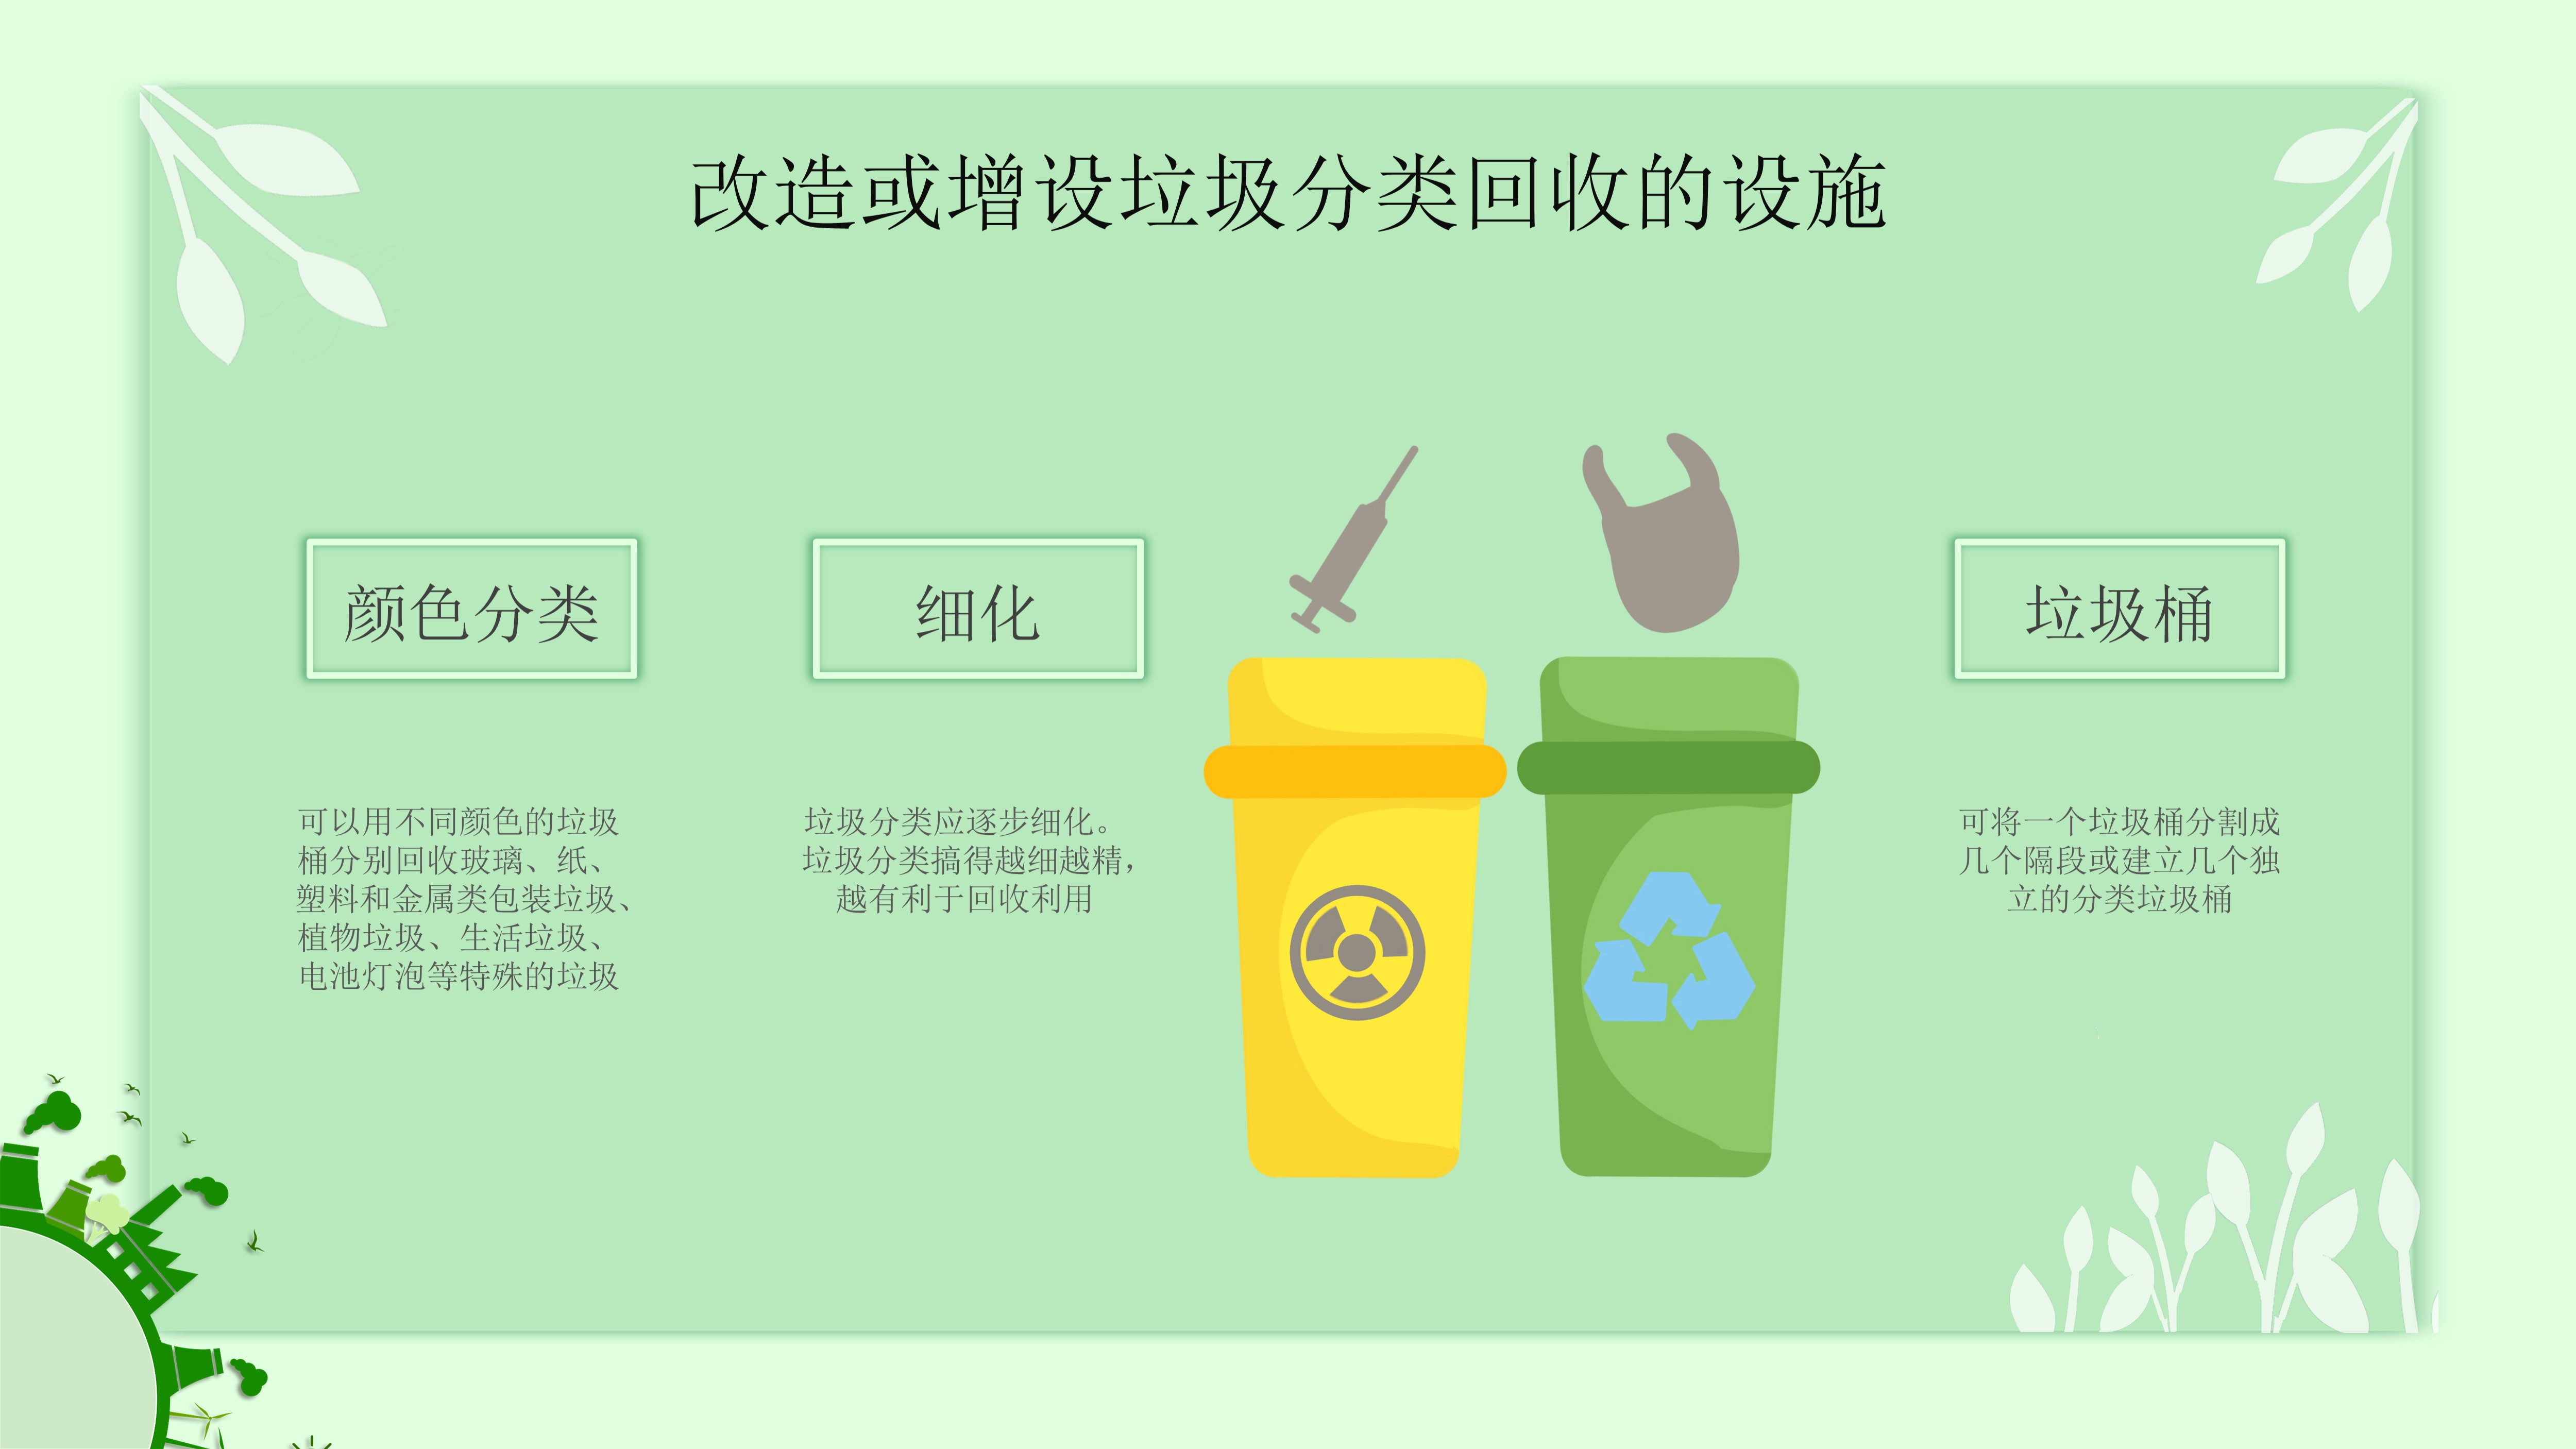 改造或增设垃圾分类回收的设施
颜色分类
可以用不同颜色的垃圾
桶分别回收玻璃、纸、
塑料和金属类包装垃圾、
植物垃圾、生活垃圾、
电池灯泡等特殊的垃圾
细化
垃圾分类应逐步细化。
垃圾分类搞得越细越精，
越有利于回收利用
垃圾桶
可将一个垃圾桶分割成
几个隔段或建立几个独
立的分类垃圾桶